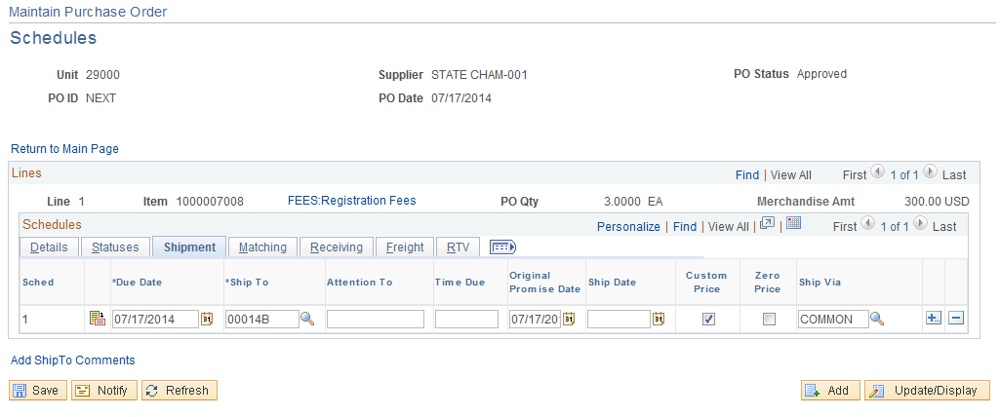 Maintain Purchase Order
Schedules
Unit 29000 Supplier STATE CHAM-001 PO Status Approved
PO ID NEXT PO Date 07/17/2014
Return to Main Page
Lines Find | View All First 1 of 1 Last
Line 1 Item 1000007008 FEES:Registration Fees PO Qty 3.0000 EA Merchandise Amt 300.00 USD
Schedules Personalize | Find | View All | | First 1 of 1 Last
Details Statuses Shipment Matching Receiving Freight RTV
Sched *Due Date *Ship To Attention To Time Due Original Promise Date Ship Date Custom Price Zero Price Ship Via
1 07/17/2014 31 00014B 07/17/201 31 31 COMMON
Add ShipTo Comments
Save Notify Refresh Add Update/Display